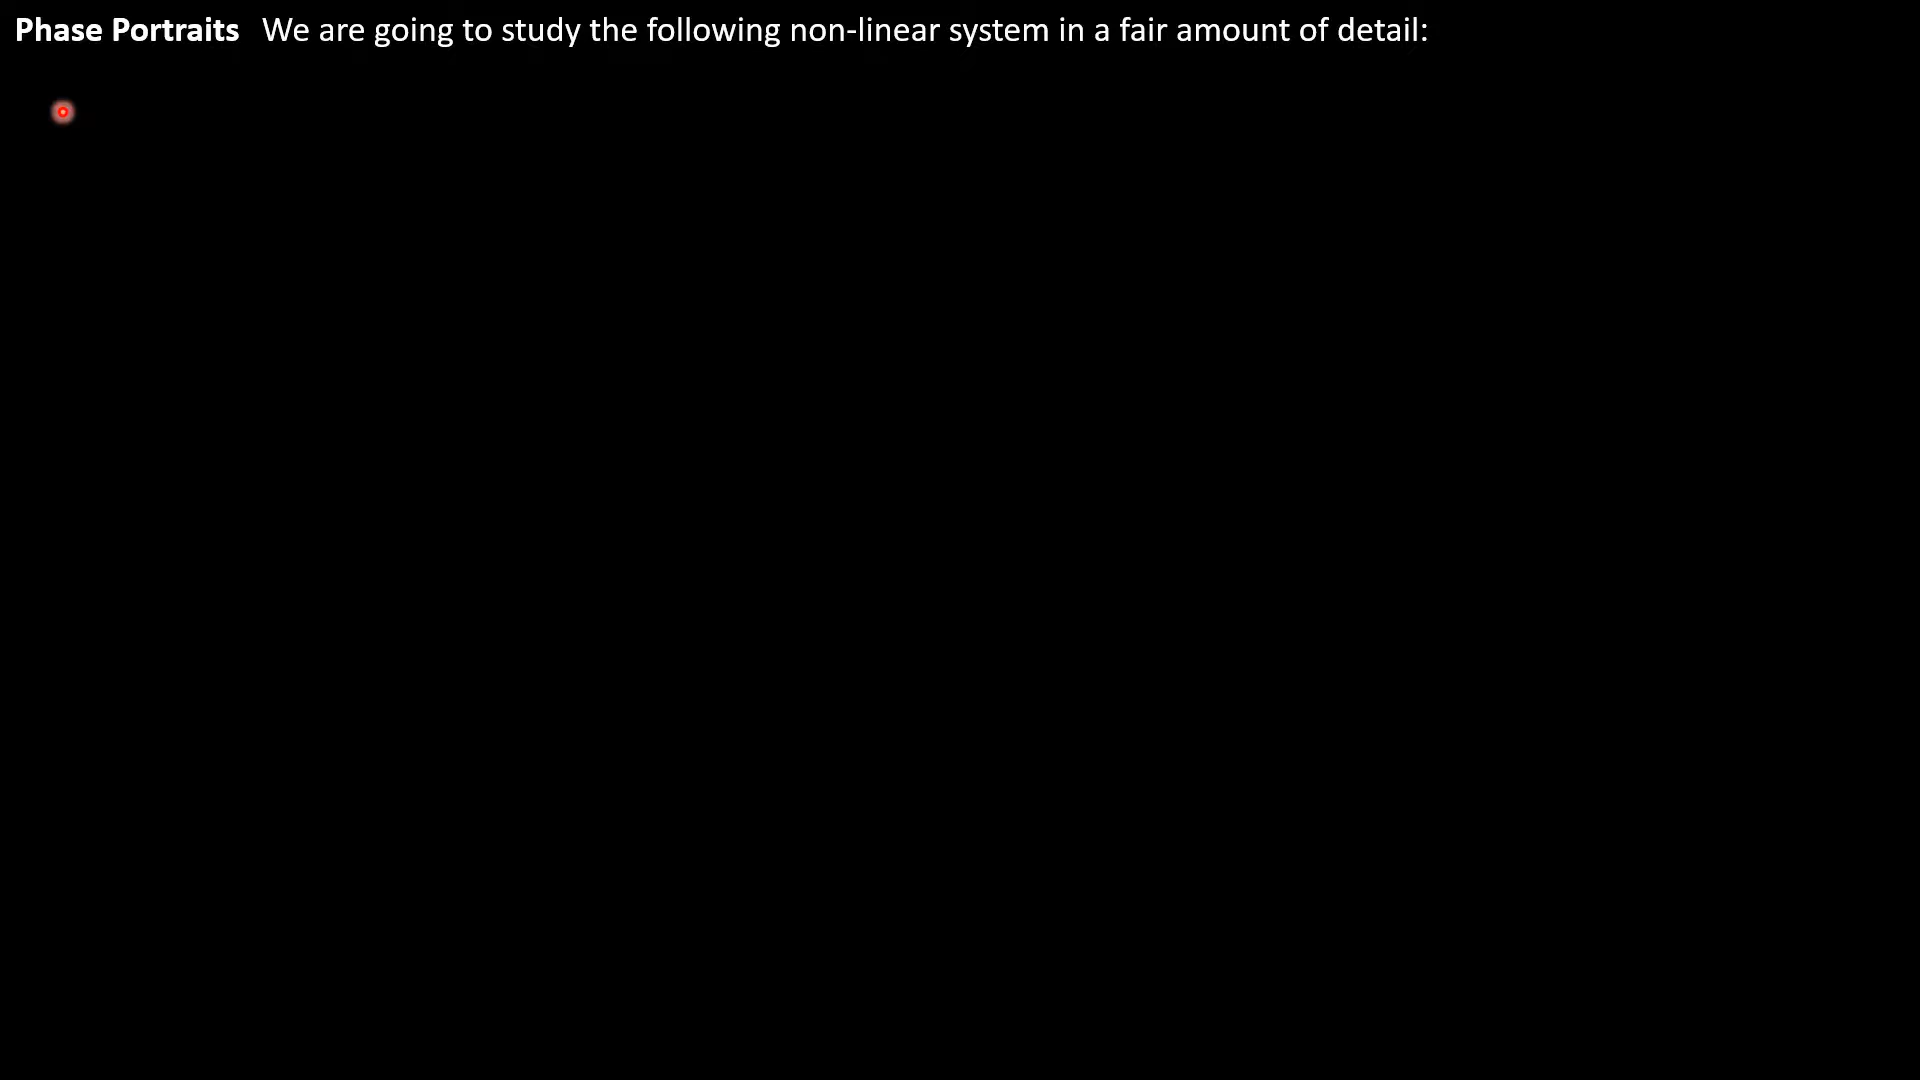 Phase Portraits We are going to study the following non-linear system in a fair amount of detail: